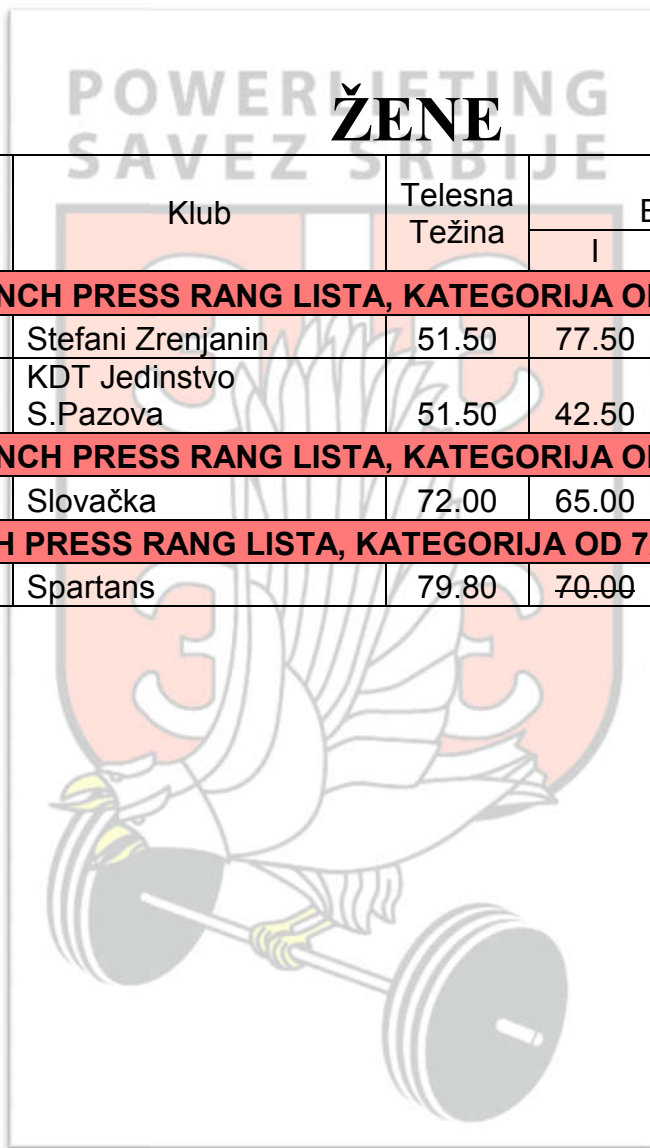 POWERLIFTING
SAVEZ SRBIJE
ŽENE
Klub Telesna Težina
I
NCH PRESS RANG LISTA, KATEGORIJA O
Stefani Zrenjanin 51.50 77.50
KDT Jedinstvo
S.Pazova 51.50 42.50
NCH PRESS RANG LISTA, KATEGORIJA O
Slovačka 72.00 65.00
H PRESS RANG LISTA, KATEGORIJA OD 7
Spartans 79.80 70.00